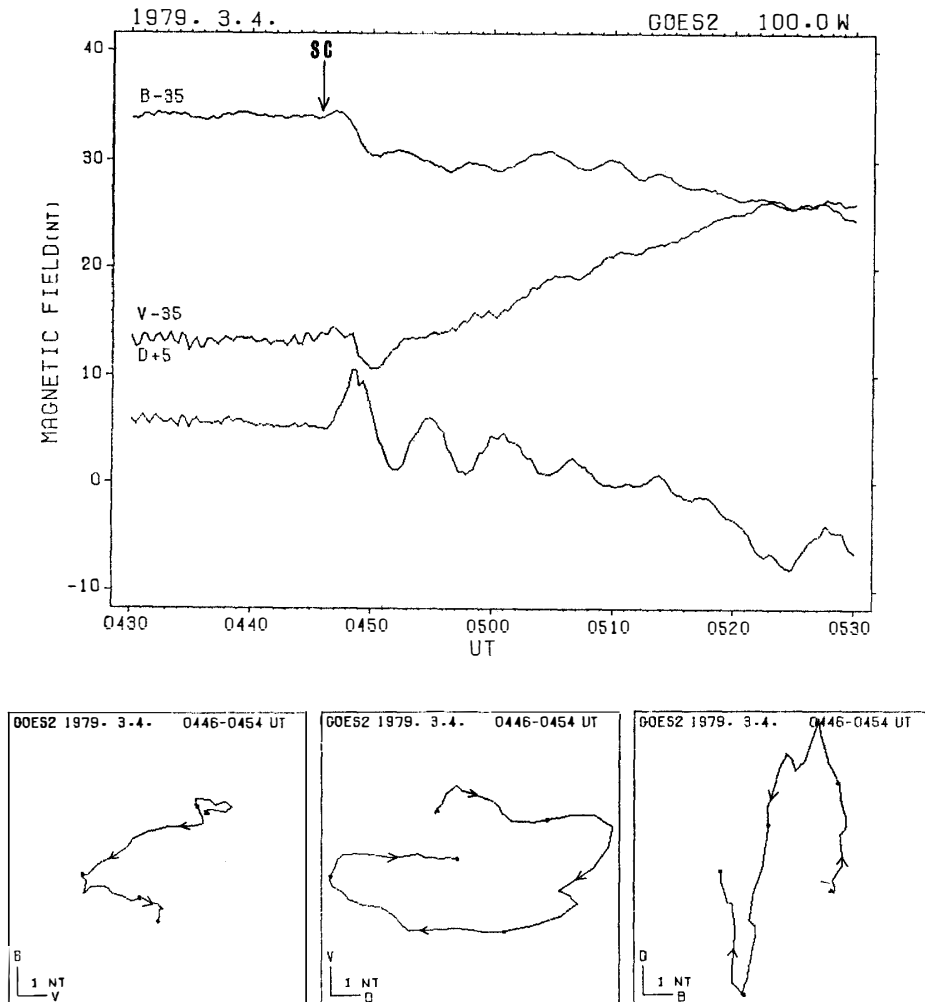 1979. 3.4. GOES2 100.0 W
SC
B-35
V-35
D+5
MAGNETIC FIELD(NT)
40
30
20
10
0
-10
0430 0440 0450 0500 0510 0520 0530
UT
GOES2 1979. 3.4. 0446-0454 UT
B
1 NT
V
GOES2 1979. 3.4. 0446-0454 UT
V
1 NT
D
GOES2 1979. 3.4. 0446-0454 UT
D
1 NT
B